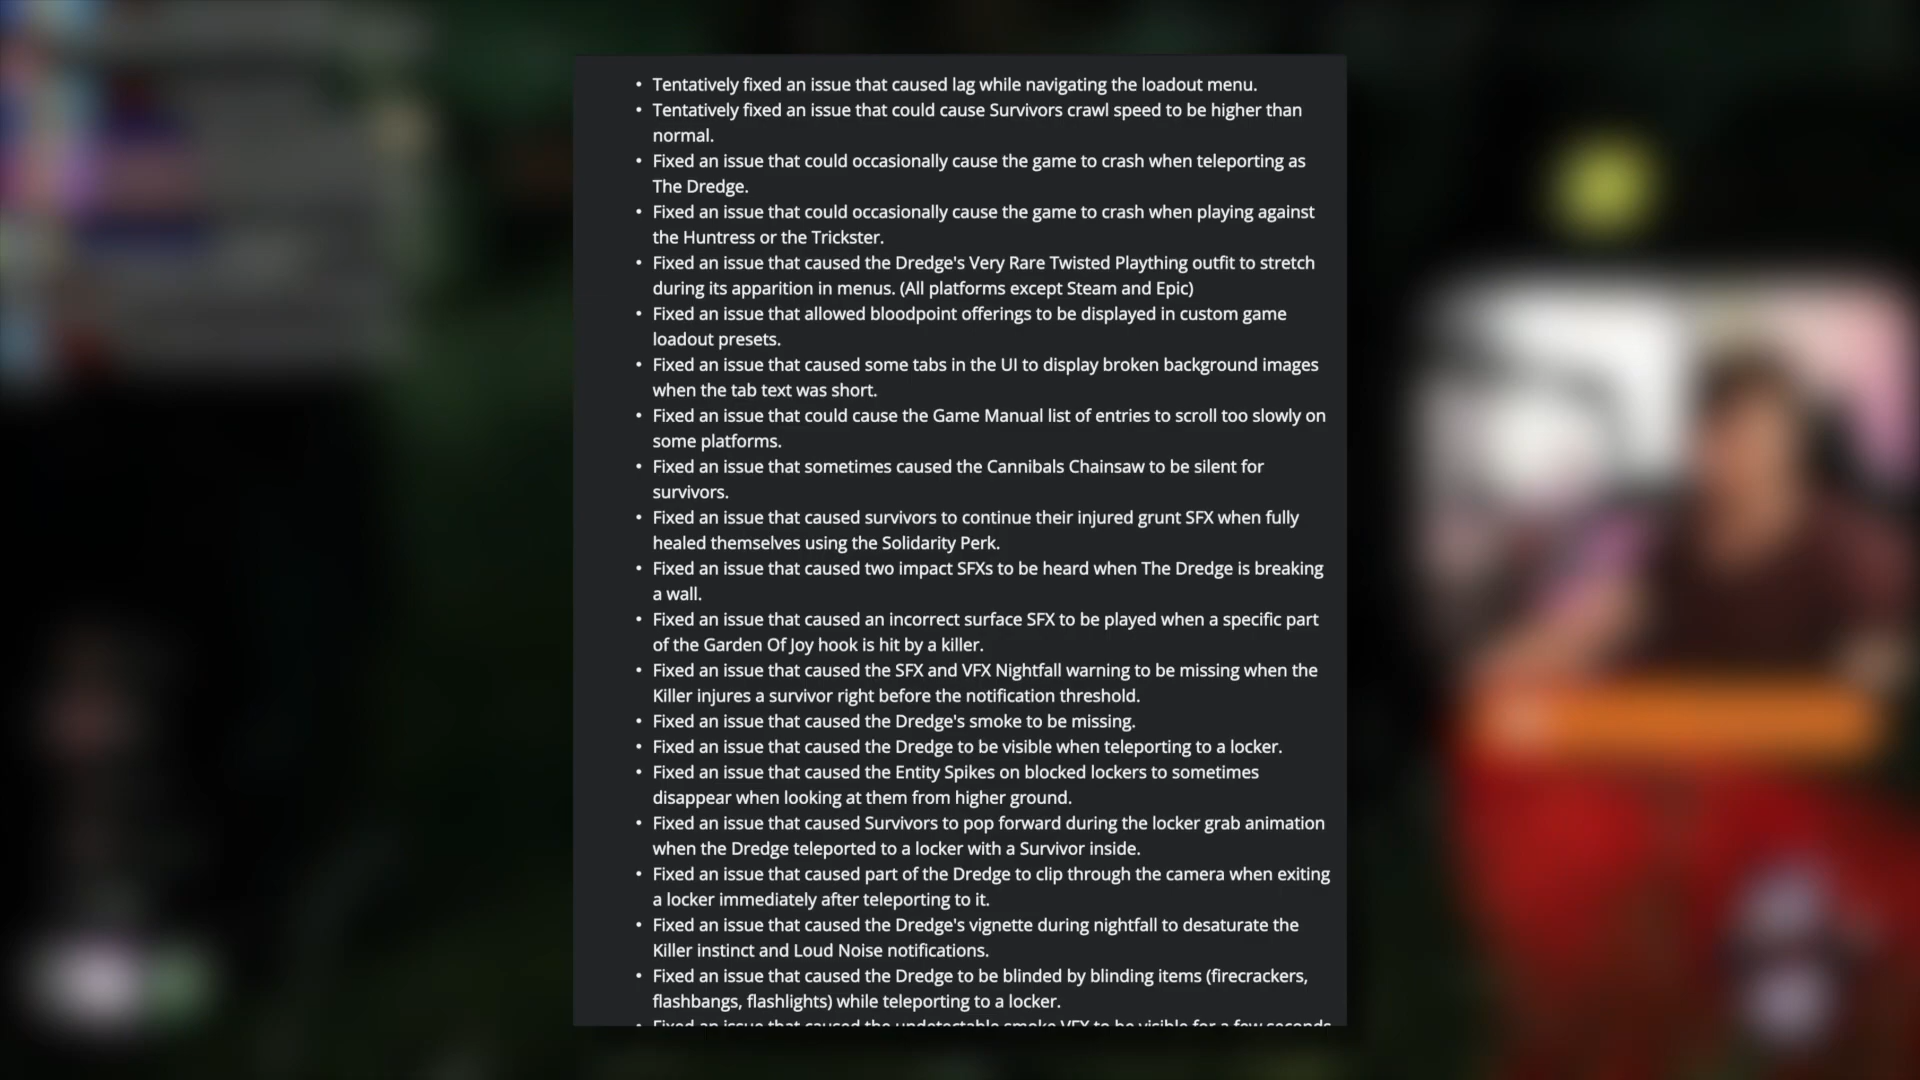 • Tentatively fixed an issue that caused lag while navigating the loadout menu.
• Tentatively fixed an issue that could cause Survivors crawl speed to be higher than
normal.
• Fixed an issue that could occasionally cause the game to crash when teleporting as
The Dredge.
• Fixed an issue that could occasionally cause the game to crash when playing against
the Huntress or the Trickster.
• Fixed an issue that caused the Dredge's Very Rare Twisted Plaything outfit to stretch
during its apparition in menus. (All platforms except Steam and Epic)
• Fixed an issue that allowed bloodpoint offerings to be displayed in custom game
loadout presets.
• Fixed an issue that caused some tabs in the UI to display broken background images
when the tab text was short.
• Fixed an issue that could cause the Game Manual list of entries to scroll too slowly on
some platforms.
• Fixed an issue that sometimes caused the Cannibals Chainsaw to be silent for
survivors.
• Fixed an issue that caused survivors to continue their injured grunt SFX when fully
healed themselves using the Solidarity Perk.
• Fixed an issue that caused two impact SFXs to be heard when The Dredge is breaking
a wall.
• Fixed an issue that caused an incorrect surface SFX to be played when a specific part
of the Garden Of Joy hook is hit by a killer.
• Fixed an issue that caused the SFX and VFX Nightfall warning to be missing when the
Killer injures a survivor right before the notification threshold.
• Fixed an issue that caused the Dredge's smoke to be missing.
• Fixed an issue that caused the Dredge to be visible when teleporting to a locker.
• Fixed an issue that caused the Entity Spikes on blocked lockers to sometimes
disappear when looking at them from higher ground.
• Fixed an issue that caused Survivors to pop forward during the locker grab animation
when the Dredge teleported to a locker with a Survivor inside.
• Fixed an issue that caused part of the Dredge to clip through the camera when exiting
a locker immediately after teleporting to it.
• Fixed an issue that caused the Dredge's vignette during nightfall to desaturate the
Killer instinct and Loud Noise notifications.
• Fixed an issue that caused the Dredge to be blinded by blinding items (firecrackers,
flashbangs, flashlights) while teleporting to a locker.
• Fixed an issue that caused the undetectable smoke VFX to be visible for a few seconds